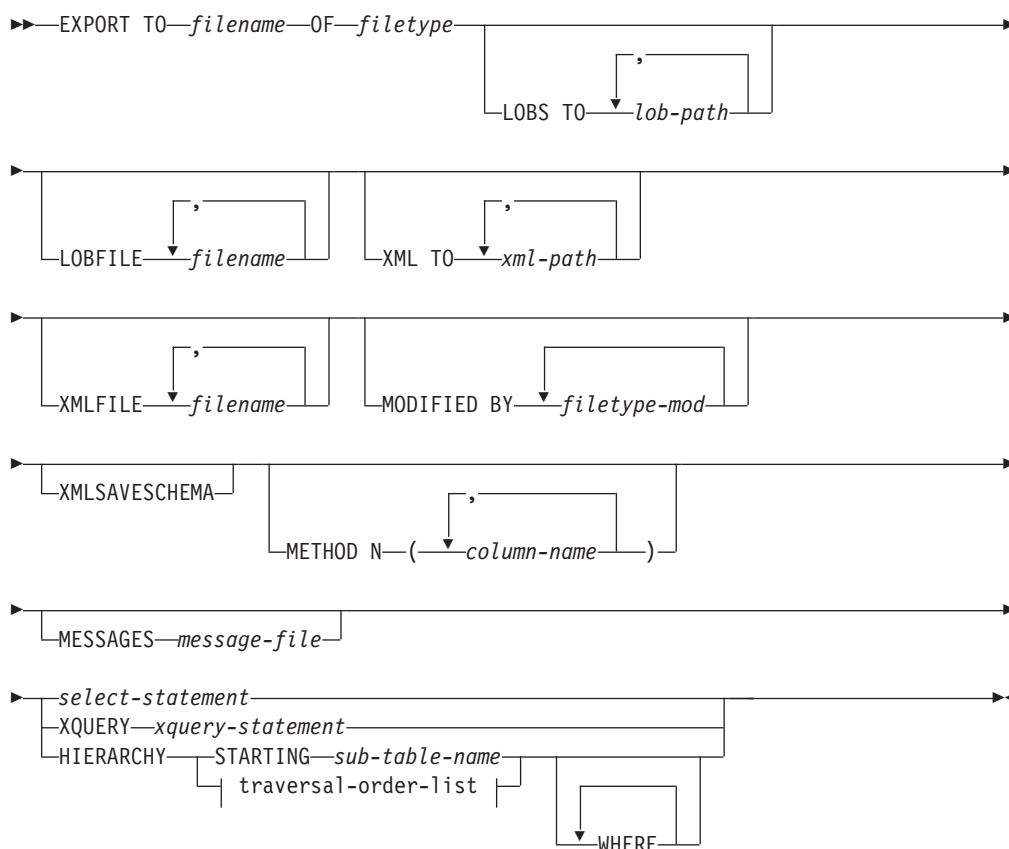 EXPORT TO filename OF filetype
,
LOBS TO lob-path
, ,
LOBFILE filename XML TO xml-path
,
XMLFILE filename MODIFIED BY filetype-mod
XMLSAVESCHEMA
,
METHOD N ( column-name )
MESSAGES message-file
select-statement
XQUERY xquery-statement
HIERARCHY STARTING sub-table-name
traversal-order-list
WHERE